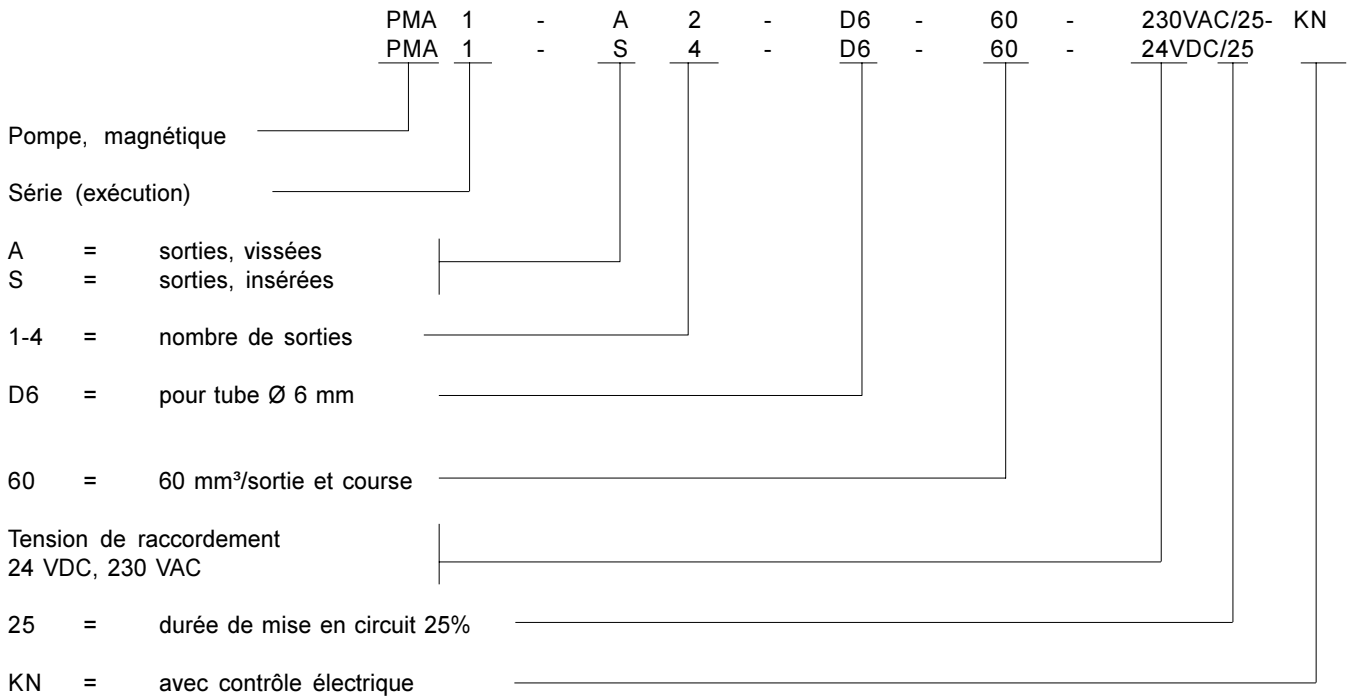 PMA 1 - A 2 - D6 - 60 - 230VAC/25- KN
PMA 1 - S 4 - D6 - 60 - 24VDC/25
Pompe, magnétique
Série (exécution)
A = sorties, vissées
S = sorties, insérées
1-4 = nombre de sorties
D6 = pour tube Ø 6 mm
60 = 60 mm³/sortie et course
Tension de raccordement
24 VDC, 230 VAC
25 = durée de mise en circuit 25%
KN = avec contrôle électrique